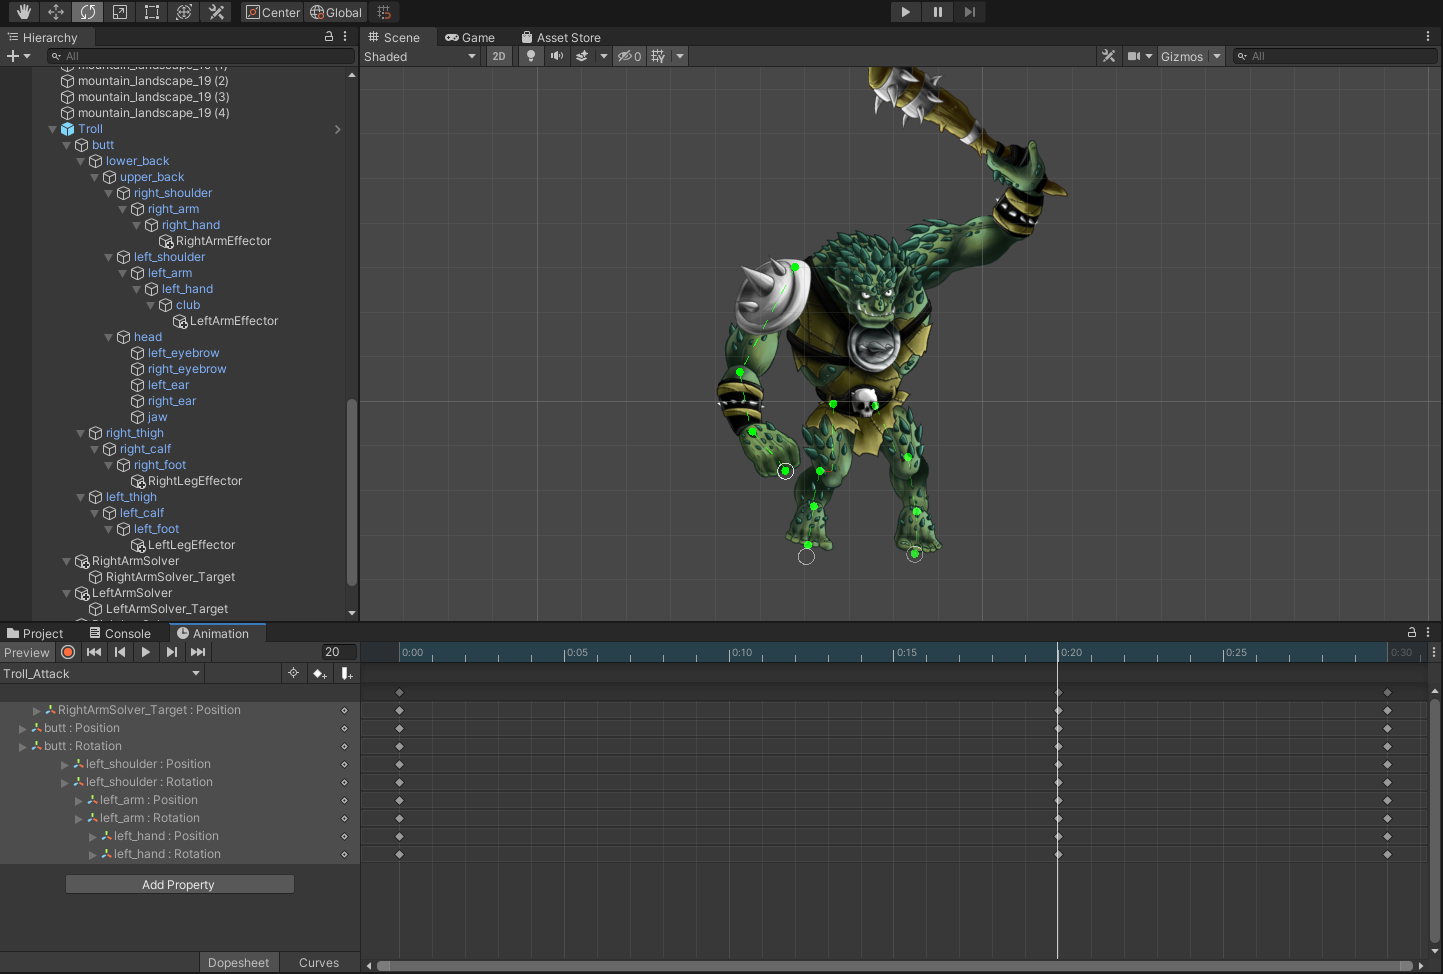 Center Global
Hierarchy
All
mountain_landscape_19 (1)
mountain_landscape_19 (2)
mountain_landscape_19 (3)
mountain_landscape_19 (4)
Troll
butt
lower_back
upper_back
right_shoulder
right_arm
right_hand
RightArmEffector
left_shoulder
left_arm
left_hand
club
LeftArmEffector
head
left_eyebrow
right_eyebrow
left_ear
right_ear
jaw
right_thigh
right_calf
right_foot
RightLegEffector
left_thigh
left_calf
left_foot
LeftLegEffector
RightArmSolver
RightArmSolver_Target
LeftArmSolver
LeftArmSolver_Target
Scene Game Asset Store
Shaded 2D 0 Gizmos All
Project Console Animation
Preview 20
0:00 0:05 0:10 0:15 0:20 0:25 0:30
Troll_Attack
RightArmSolver_Target : Position
butt : Position
butt : Rotation
left_shoulder : Position
left_shoulder : Rotation
left_arm : Position
left_arm : Rotation
left_hand : Position
left_hand : Rotation
Add Property
Dopesheet Curves